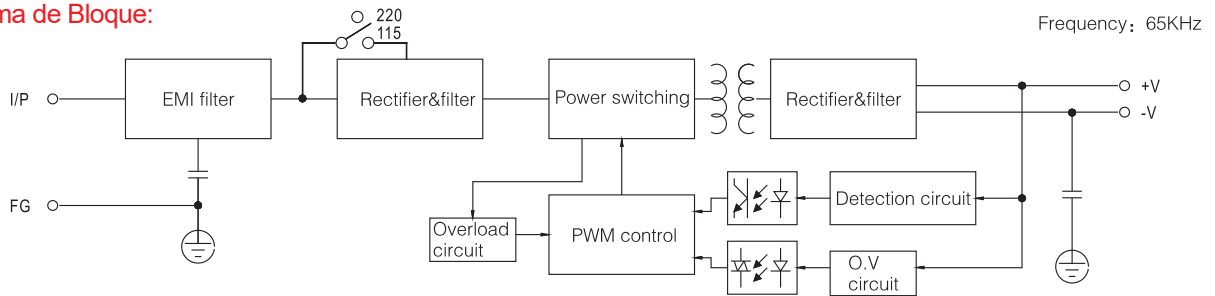 ma de Bloque:
220
115
Frequency: 65KHz
I/P
EMI filter
Rectifier&filter
Power switching
Rectifier&filter
+V
-V
FG
Overload
circuit
PWM control
Detection circuit
O.V
circuit